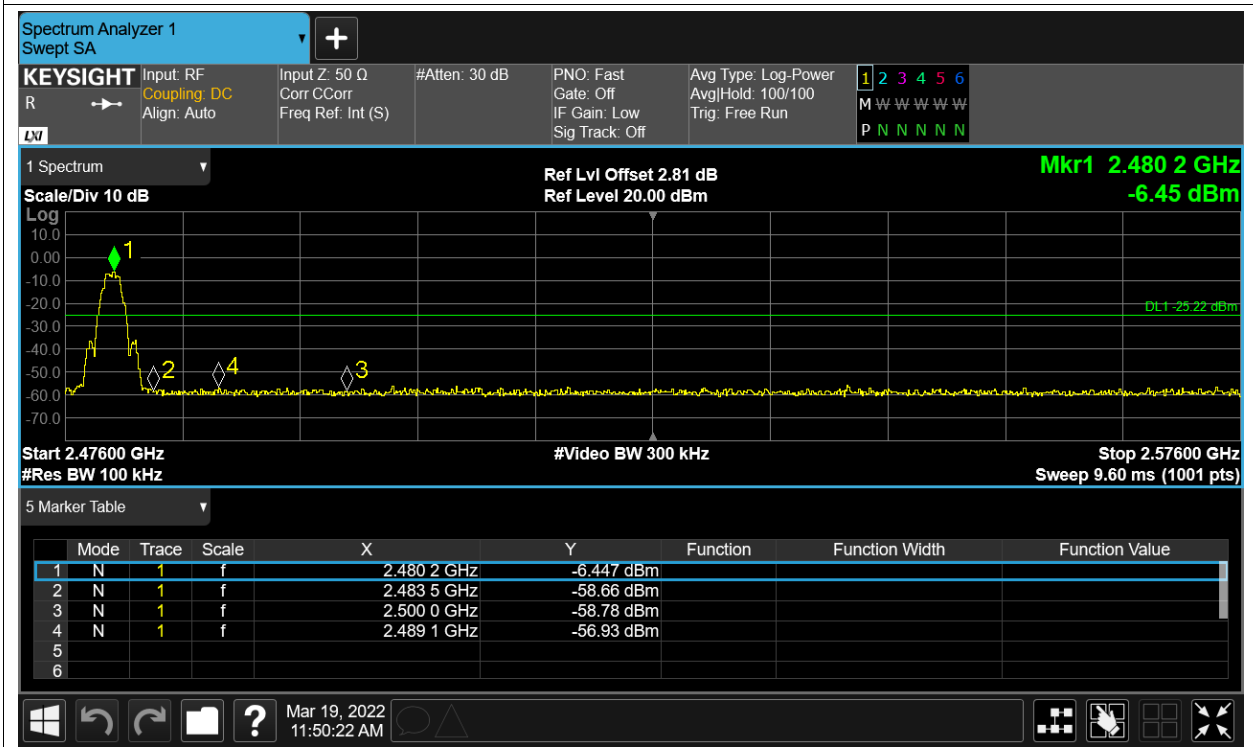 Spectrum Analyzer 1
Swept SA
+
KEYSIGHT Input: RF Input Z: 50 Ω #Atten: 30 dB PNO: Fast Avg Type: Log-Power 1 2 3 4 5 6
R Coupling: DC Corr CCorr Gate: Off Avg|Hold: 100/100 M W W W W W
Align: Auto Freq Ref: Int (S) IF Gain: Low Trig: Free Run
LXI Sig Track: Off P N N N N N
1 Spectrum Ref Lvl Offset 2.81 dB Mkr1 2.480 2 GHz
Scale/Div 10 dB Ref Level 20.00 dBm -6.45 dBm
Log
10.0
1
0.00
-10.0
-20.0
DL1 -25.22 dBm
-30.0
-40.0
-50.0
2 4 3
-60.0
-70.0
Start 2.47600 GHz #Video BW 300 kHz Stop 2.57600 GHz
#Res BW 100 kHz Sweep 9.60 ms (1001 pts)
5 Marker Table
Mode Trace Scale X Y Function Function Width Function Value
1 N 1 f 2.480 2 GHz -6.447 dBm
2 N 1 f 2.483 5 GHz -58.66 dBm
3 N 1 f 2.500 0 GHz -58.78 dBm
4 N 1 f 2.489 1 GHz -56.93 dBm
5
6
? Mar 19, 2022
11:50:22 AM